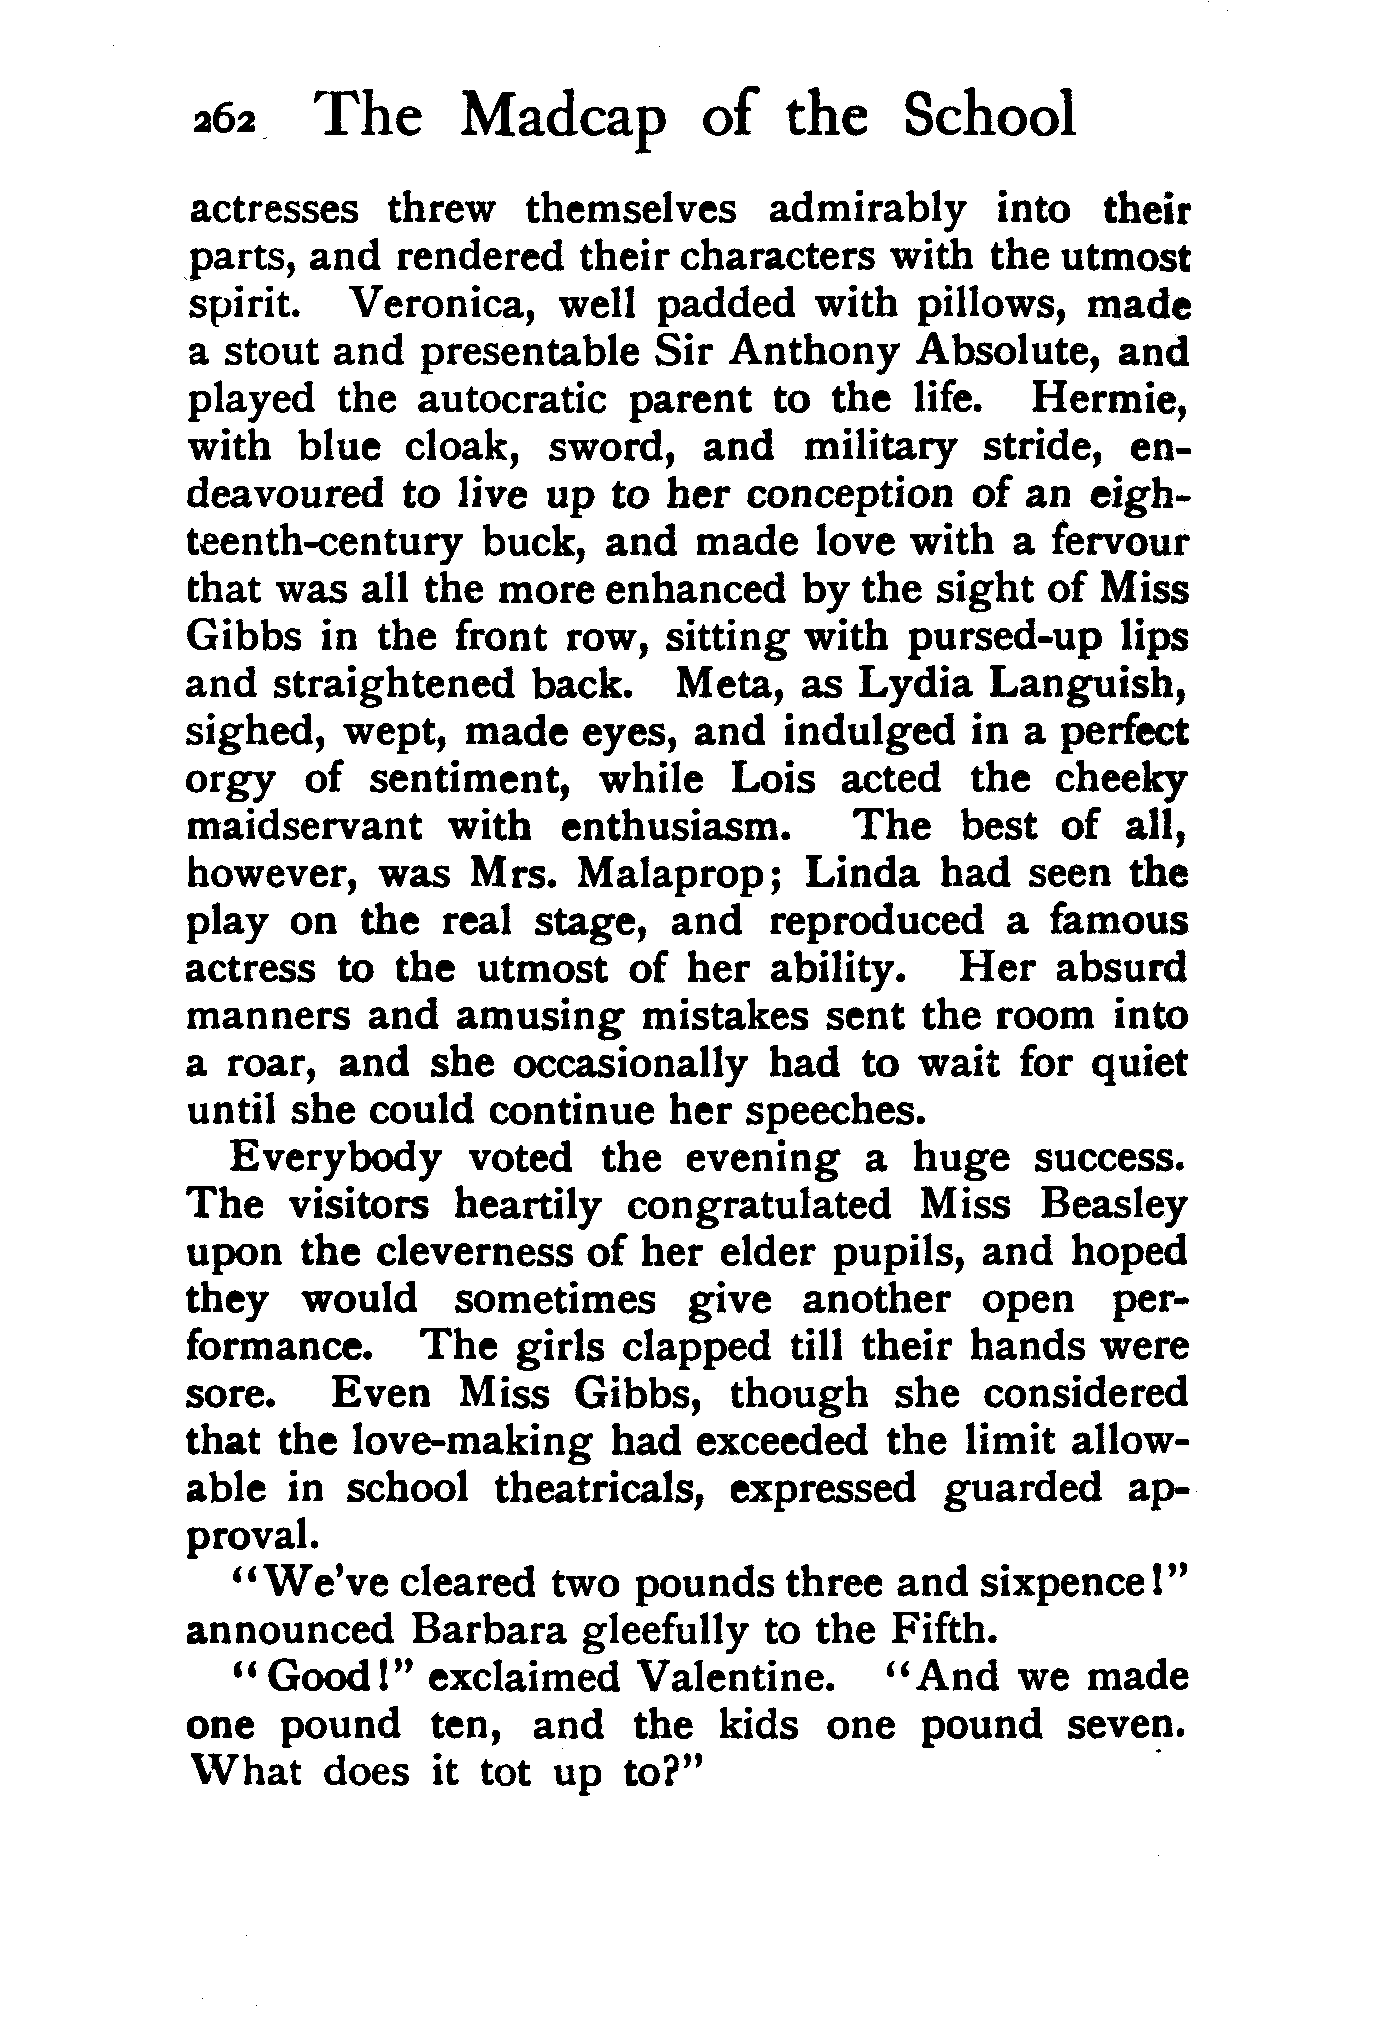 262 The Madcap of the School
actresses threw themselves admirably into their
parts, and rendered their characters with the utmost
spirit. Veronica, well padded with pillows, made
a stout and presentable Sir Anthony Absolute, and
played the autocratic parent to the life. Hermie,
with blue cloak, sword, and military stride, en-
deavoured to live up to her conception of an eigh-
teenth-century buck, and made love with a fervour
that was all the more enhanced by the sight of Miss
Gibbs in the front row, sitting with pursed-up lips
and straightened back. Meta, as Lydia Languish,
sighed, wept, made eyes, and indulged in a perfect
orgy of sentiment, while Lois acted the cheeky
maidservant with enthusiasm. The best of all,
however, was Mrs. Malaprop; Linda had seen the
play on the real stage, and reproduced a famous
actress to the utmost of her ability. Her absurd
manners and amusing mistakes sent the room into
a roar, and she occasionally had to wait for quiet
until she could continue her speeches.
Everybody voted the evening a huge success.
The visitors heartily congratulated Miss Beasley
upon the cleverness of her elder pupils, and hoped
they would sometimes give another open per-
formance. The girls clapped till their hands were
sore. Even Miss Gibbs, though she considered
that the love-making had exceeded the limit allow-
able in school theatricals, expressed guarded ap-
proval.
"We've cleared two pounds three and sixpence!"
announced Barbara gleefully to the Fifth.
"Good!" exclaimed Valentine. "And we made
one pound ten, and the kids one pound seven.
What does it tot up to?"